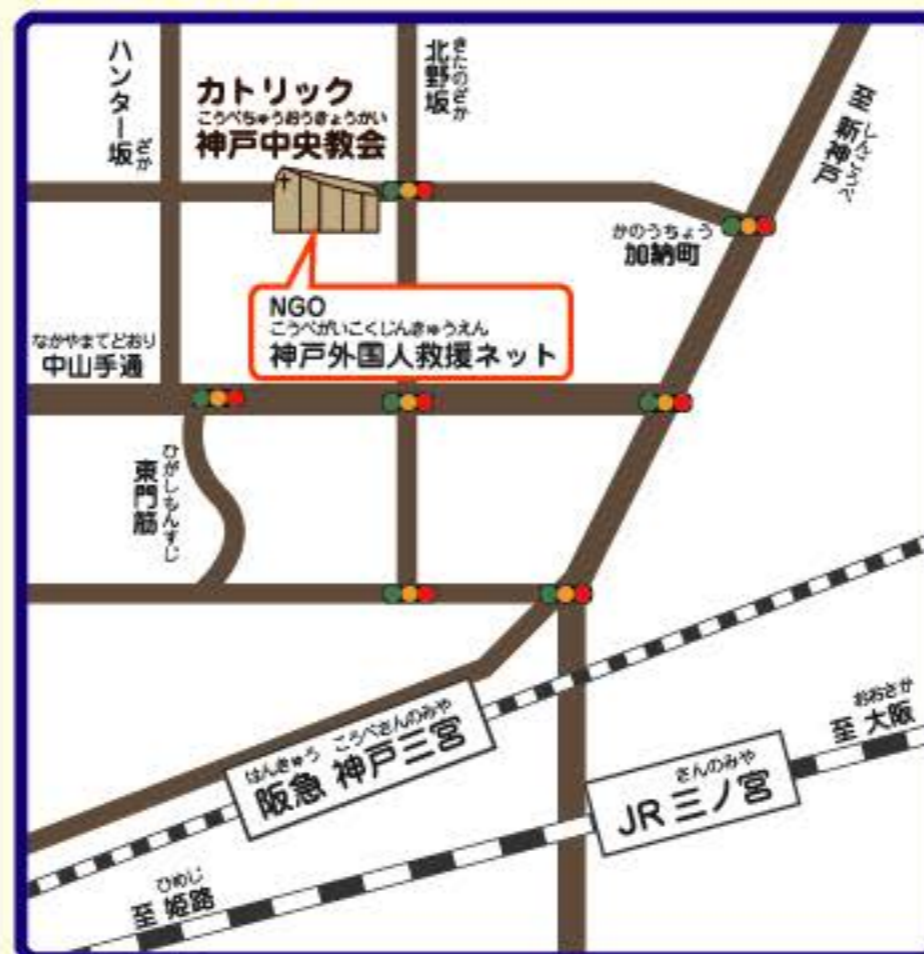 ハンター坂
ざか
カトリック
こうべちゅうおうきょうかい
神戸中央教会
きたのざか
北野坂
至 新神戸
しんこうべ
かのうちょう
加納町
NGO
こうべがいこくじんきゅうえん
神戸外国人救援ネット
なかやまてどおり
中山手通
ひがしもんすじ
東門筋
はんきゅう こうべさんのみや
阪急 神戸三宮
さんのみや
JR 三ノ宮
おおさか
至 大阪
ひめじ
至 姫路